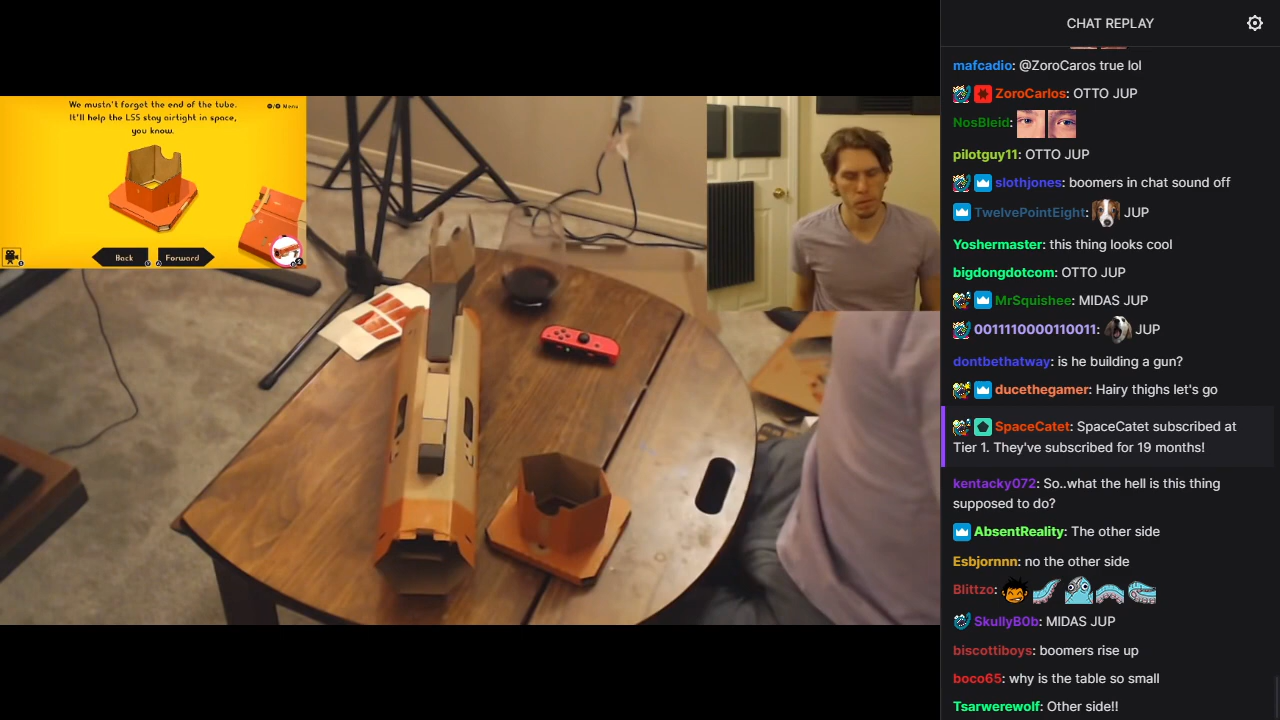 We mustn't forget the end of the tube.
It'll help the LSS stay airtight in space,
you know.
Menu
Back
Forward
CHAT REPLAY
mafcadio: @ZoroCaros true lol
ZoroCarlos: OTTO JUP
NosBleid:
pilotguy11: OTTO JUP
slothjones: boomers in chat sound off
TwelvePointEight: JUP
Yoshermaster: this thing looks cool
bigdongdotcom: OTTO JUP
MrSquishee: MIDAS JUP
0011110000110011: JUP
dontbethatway: is he building a gun?
ducethegamer: Hairy thighs let's go
SpaceCatet: SpaceCatet subscribed at
Tier 1. They've subscribed for 19 months!
kentacky072: So..what the hell is this thing
supposed to do?
AbsentReality: The other side
Esbjornnn: no the other side
Blittzo:
SkullyB0b: MIDAS JUP
biscottiboys: boomers rise up
boco65: why is the table so small
Tsarwerewolf: Other side!!